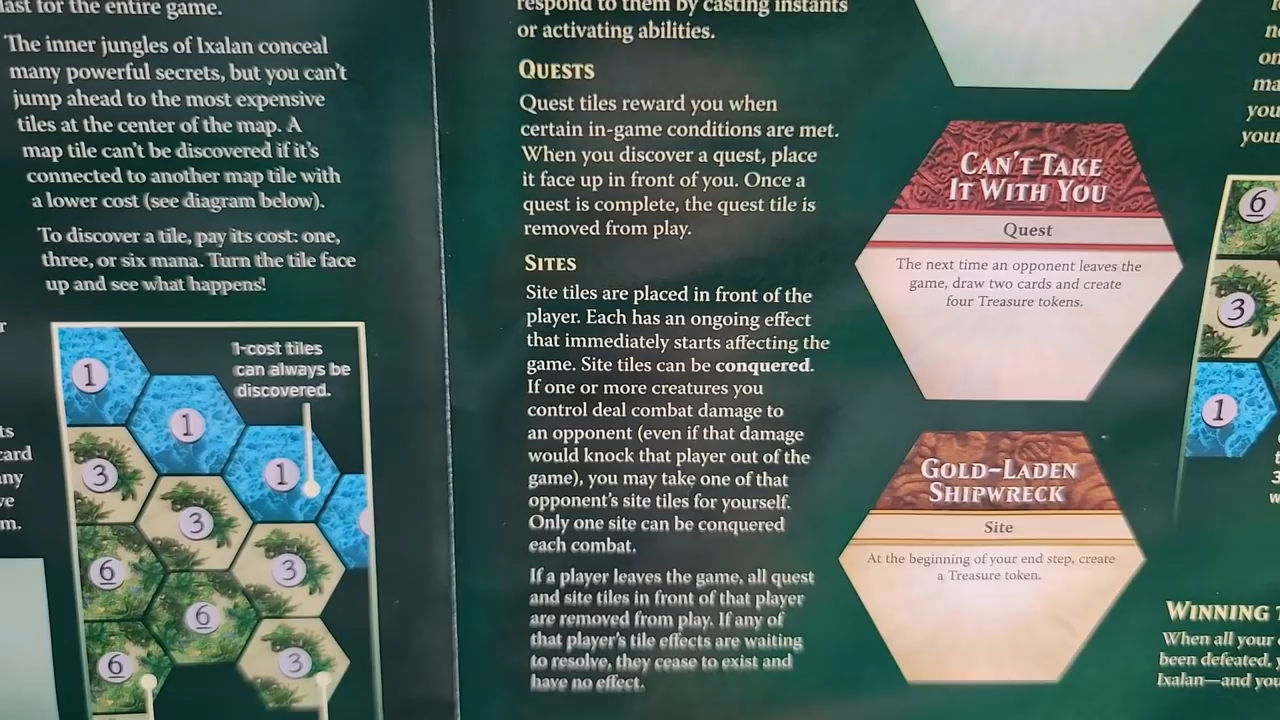 last for the entire game.
The inner jungles of Ixalan conceal
many powerful secrets, but you can't
jump ahead to the most expensive
tiles at the center of the map. A
map tile can't be discovered if it's
connected to another map tile with
a lower cost (see diagram below).
To discover a tile, pay its cost: one,
three, or six mana. Turn the tile face
up and see what happens!
1-cost tiles
can always be
discovered.
1
1
1
3
3
3
6
6
6
3
respond to them by casting instants
or activating abilities.
QUESTS
Quest tiles reward you when
certain in-game conditions are met.
When you discover a quest, place
it face up in front of you. Once a
quest is complete, the quest tile is
removed from play.
SITES
Site tiles are placed in front of the
player. Each has an ongoing effect
that immediately starts affecting the
game. Site tiles can be conquered.
If one or more creatures you
control deal combat damage to
an opponent (even if that damage
would knock that player out of the
game), you may take one of that
opponent's site tiles for yourself.
Only one site can be conquered
each combat.
If a player leaves the game, all quest
and site tiles in front of that player
are removed from play. If any of
that player's tile effects are waiting
to resolve, they cease to exist and
have no effect.
CAN'T TAKE
IT WITH YOU
Quest
The next time an opponent leaves the
game, draw two cards and create
four Treasure tokens.
GOLD-LADEN
SHIPWRECK
Site
At the beginning of your end step, create
a Treasure token.
6
3
1
WINNING
When all your
been defeated,
Ixalan—and you